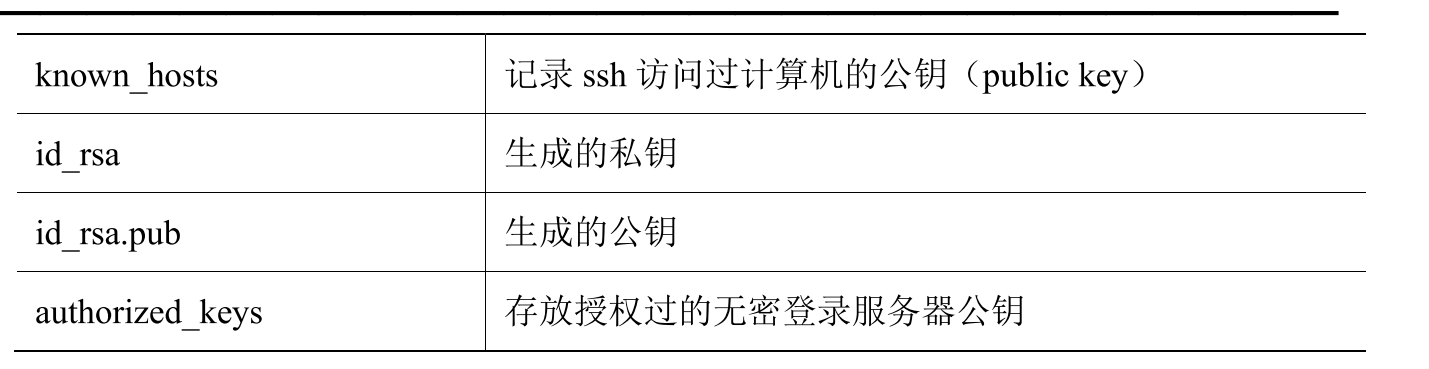 known_hosts 记录 ssh 访问过计算机的公钥（public key）
id_rsa 生成的私钥
id_rsa.pub 生成的公钥
authorized_keys 存放授权过的无密登录服务器公钥